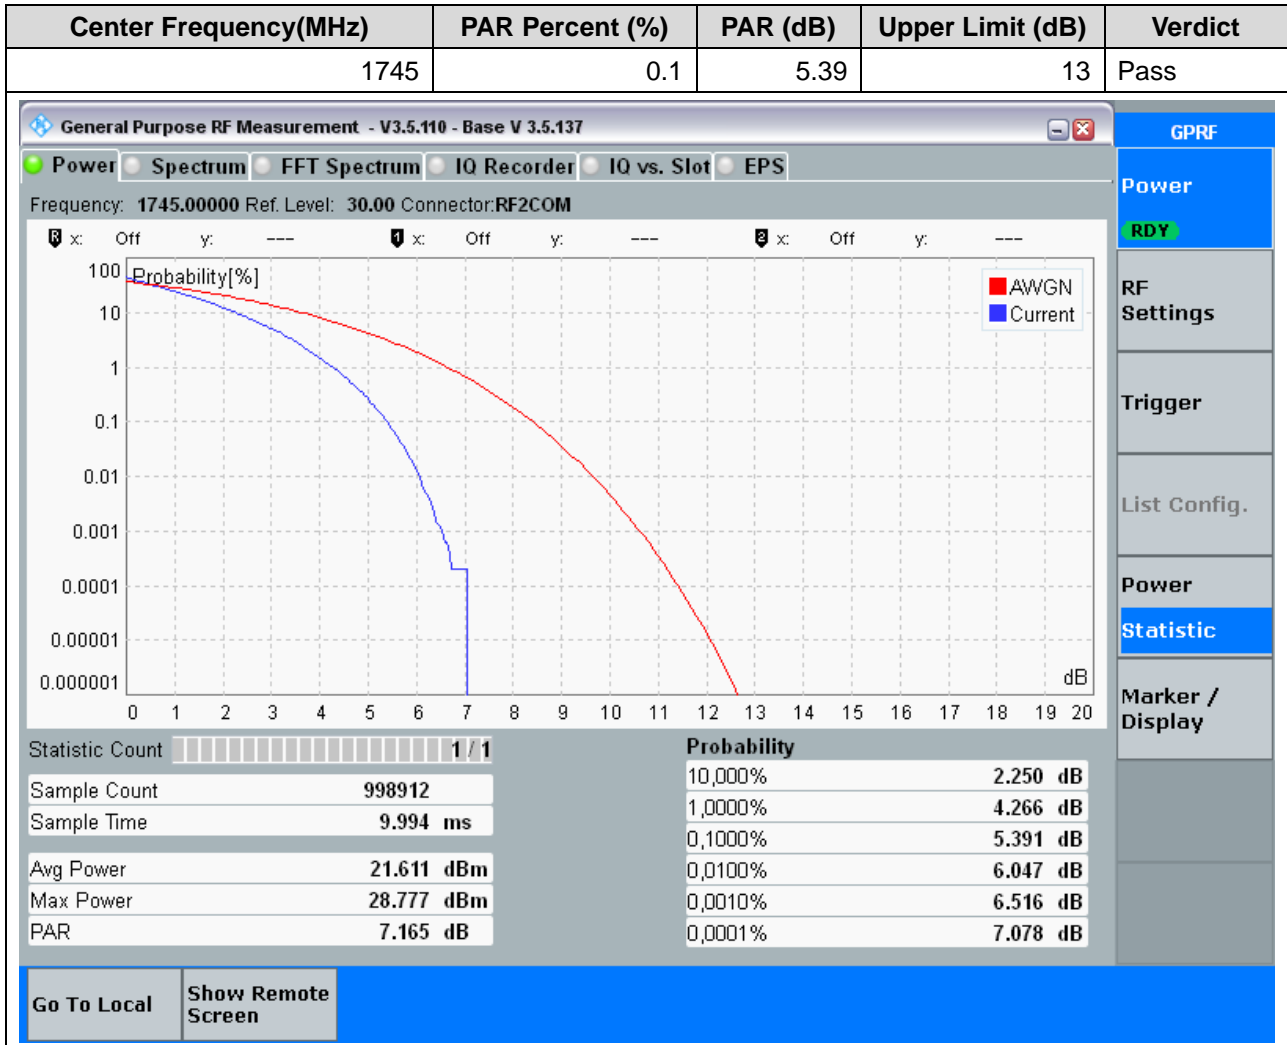 Center Frequency(MHz) PAR Percent (%) PAR (dB) Upper Limit (dB) Verdict
1745 0.1 5.39 13 Pass
General Purpose RF Measurement - V3.5.110 - Base V 3.5.137
GPRF
Power Spectrum FFT Spectrum IQ Recorder IQ vs. Slot EPS
Power
Frequency: 1745.00000 Ref. Level: 30.00 Connector:RF2COM
RDY
R x: Off y: --- 1 x: Off y: --- 2 x: Off y: ---
100 Probability[%]
AWGN
Current
RF
Settings
10
1
Trigger
0.1
0.01
List Config.
0.001
0.0001
Power
Statistic
0.00001
0.000001
dB
Marker /
Display
0 1 2 3 4 5 6 7 8 9 10 11 12 13 14 15 16 17 18 19 20
Statistic Count 1 / 1
Probability
Sample Count 998912
Sample Time 9.994 ms
Avg Power 21.611 dBm
Max Power 28.777 dBm
PAR 7.165 dB
10,000% 2.250 dB
1,0000% 4.266 dB
0,1000% 5.391 dB
0,0100% 6.047 dB
0,0010% 6.516 dB
0,0001% 7.078 dB
Go To Local
Show Remote
Screen